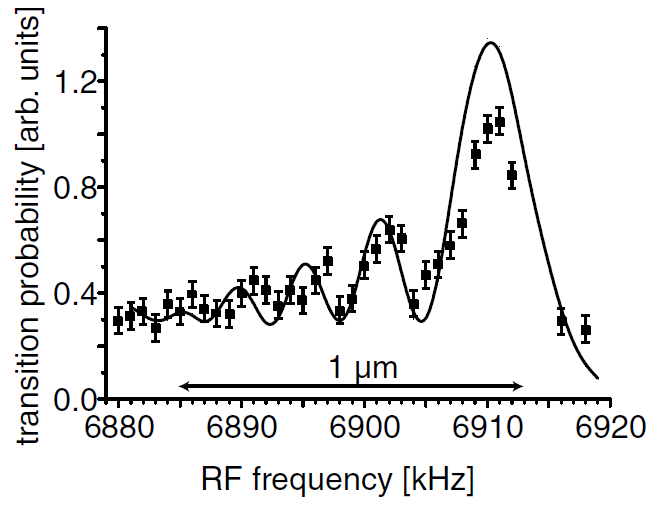 transition probability [arb. units]
1.2
0.8
0.4
0.0
1 µm
6880 6890 6900 6910 6920
RF frequency [kHz]